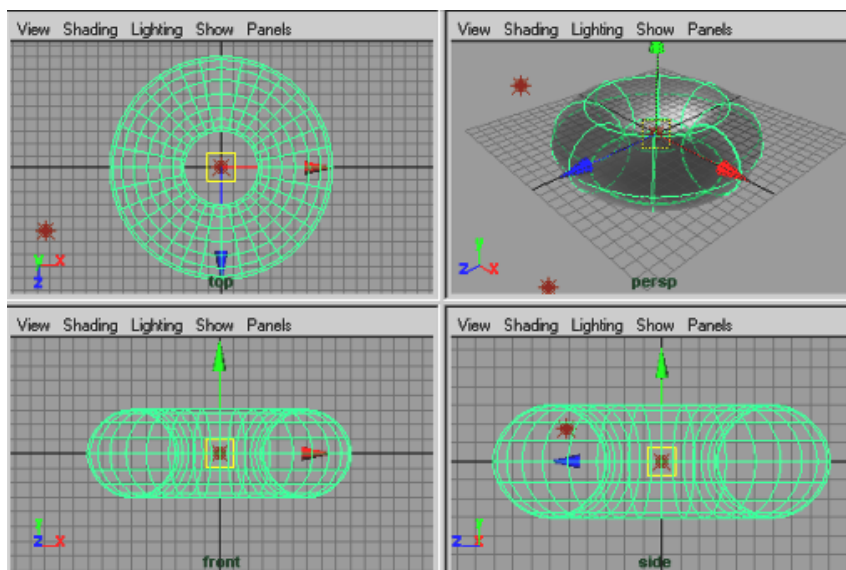 View Shading Lighting Show Panels
Y X
Z
top
View Shading Lighting Show Panels
Y
Z X
persp
View Shading Lighting Show Panels
Y
Z X
front
View Shading Lighting Show Panels
Y
Z X
side